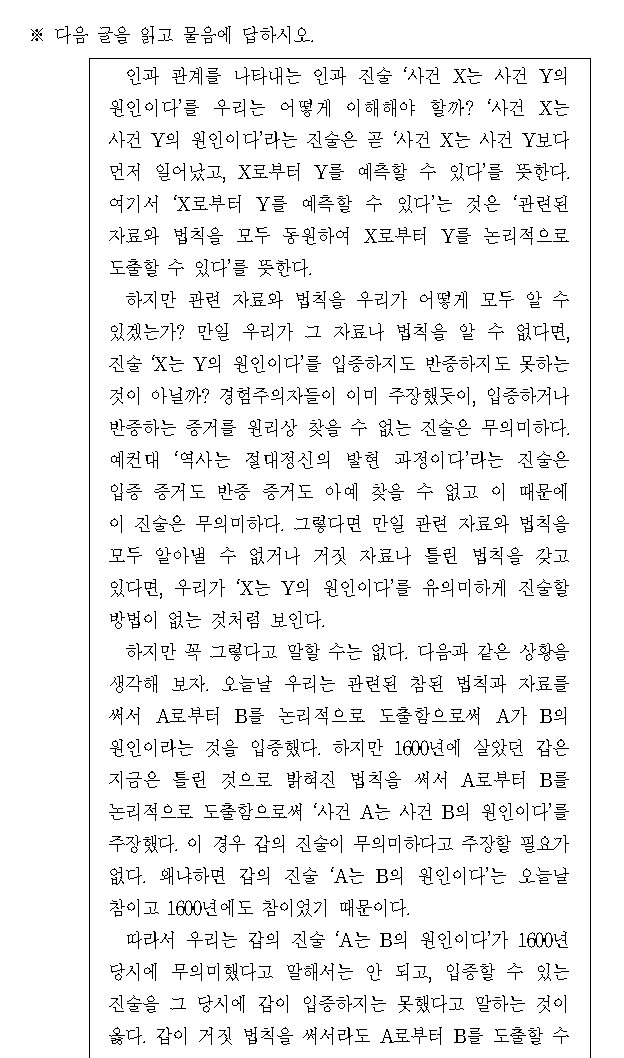 ※ 다음 글을 읽고 물음에 답하시오.
인과 관계를 나타내는 인과 진술 ‘사건 X는 사건 Y의
원인이다’를 우리는 어떻게 이해해야 할까? ‘사건 X는
사건 Y의 원인이다’라는 진술은 곧 ‘사건 X는 사건 Y보다
먼저 일어났고, X로부터 Y를 예측할 수 있다’를 뜻한다.
여기서 ‘X로부터 Y를 예측할 수 있다’는 것은 ‘관련된
자료와 법칙을 모두 동원하여 X로부터 Y를 논리적으로
도출할 수 있다’를 뜻한다.
하지만 관련 자료와 법칙을 우리가 어떻게 모두 알 수
있겠는가? 만일 우리가 그 자료나 법칙을 알 수 없다면,
진술 ‘X는 Y의 원인이다’를 입증하지도 반증하지도 못하는
것이 아닐까? 경험주의자들이 이미 주장했듯이, 입증하거나
반증하는 증거를 원리상 찾을 수 없는 진술은 무의미하다.
예컨대 ‘역사는 절대정신의 발현 과정이다’라는 진술은
입증 증거도 반증 증거도 아예 찾을 수 없고 이 때문에
이 진술은 무의미하다. 그렇다면 만일 관련 자료와 법칙을
모두 알아낼 수 없거나 거짓 자료나 틀린 법칙을 갖고
있다면, 우리가 ‘X는 Y의 원인이다’를 유의미하게 진술할
방법이 없는 것처럼 보인다.
하지만 꼭 그렇다고 말할 수는 없다. 다음과 같은 상황을
생각해 보자. 오늘날 우리는 관련된 참된 법칙과 자료를
써서 A로부터 B를 논리적으로 도출함으로써 A가 B의
원인이라는 것을 입증했다. 하지만 1600년에 살았던 갑은
지금은 틀린 것으로 밝혀진 법칙을 써서 A로부터 B를
논리적으로 도출함으로써 ‘사건 A는 사건 B의 원인이다’를
주장했다. 이 경우 갑의 진술이 무의미하다고 주장할 필요가
없다. 왜냐하면 갑의 진술 ‘A는 B의 원인이다’는 오늘날
참이고 1600년에도 참이었기 때문이다.
따라서 우리는 갑의 진술 ‘A는 B의 원인이다’가 1600년
당시에 무의미했다고 말해서는 안 되고, 입증할 수 있는
진술을 그 당시에 갑이 입증하지는 못했다고 말하는 것이
옳다. 갑이 거짓 법칙을 써서라도 A로부터 B를 도출할 수